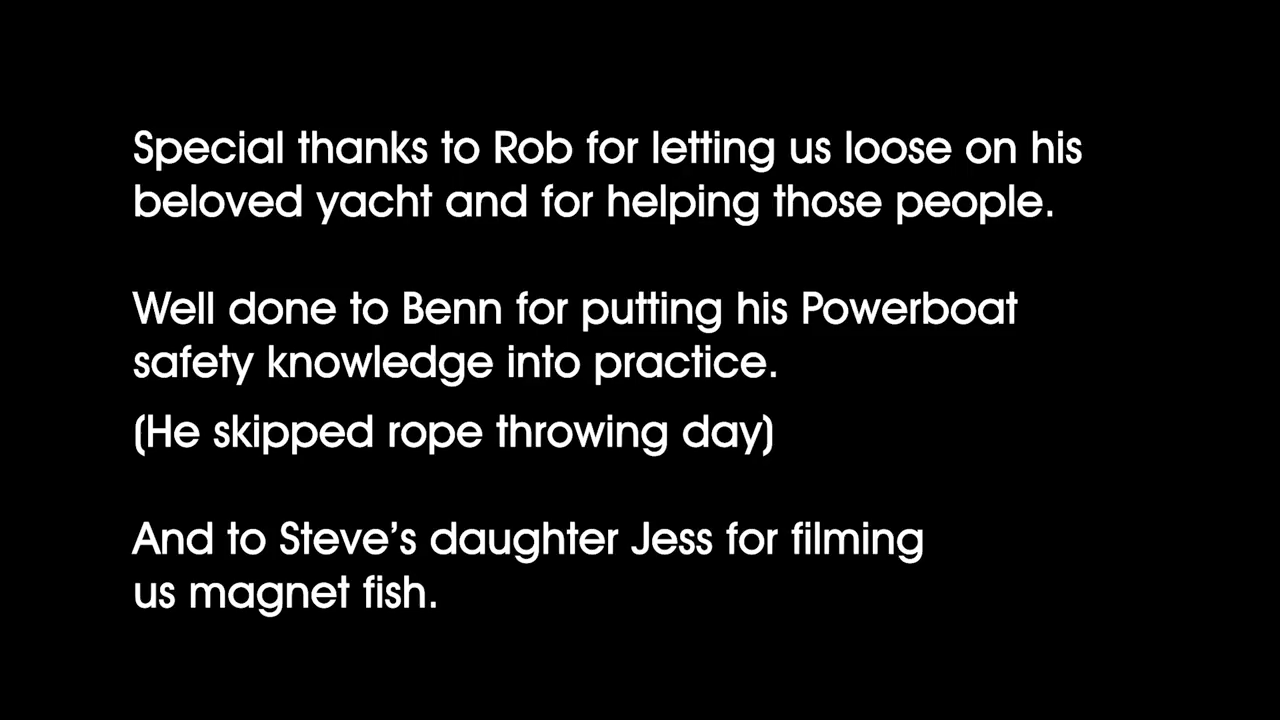 Special thanks to Rob for letting us loose on his
beloved yacht and for helping those people.
Well done to Benn for putting his Powerboat
safety knowledge into practice.
(He skipped rope throwing day)
And to Steve’s daughter Jess for filming
us magnet fish.